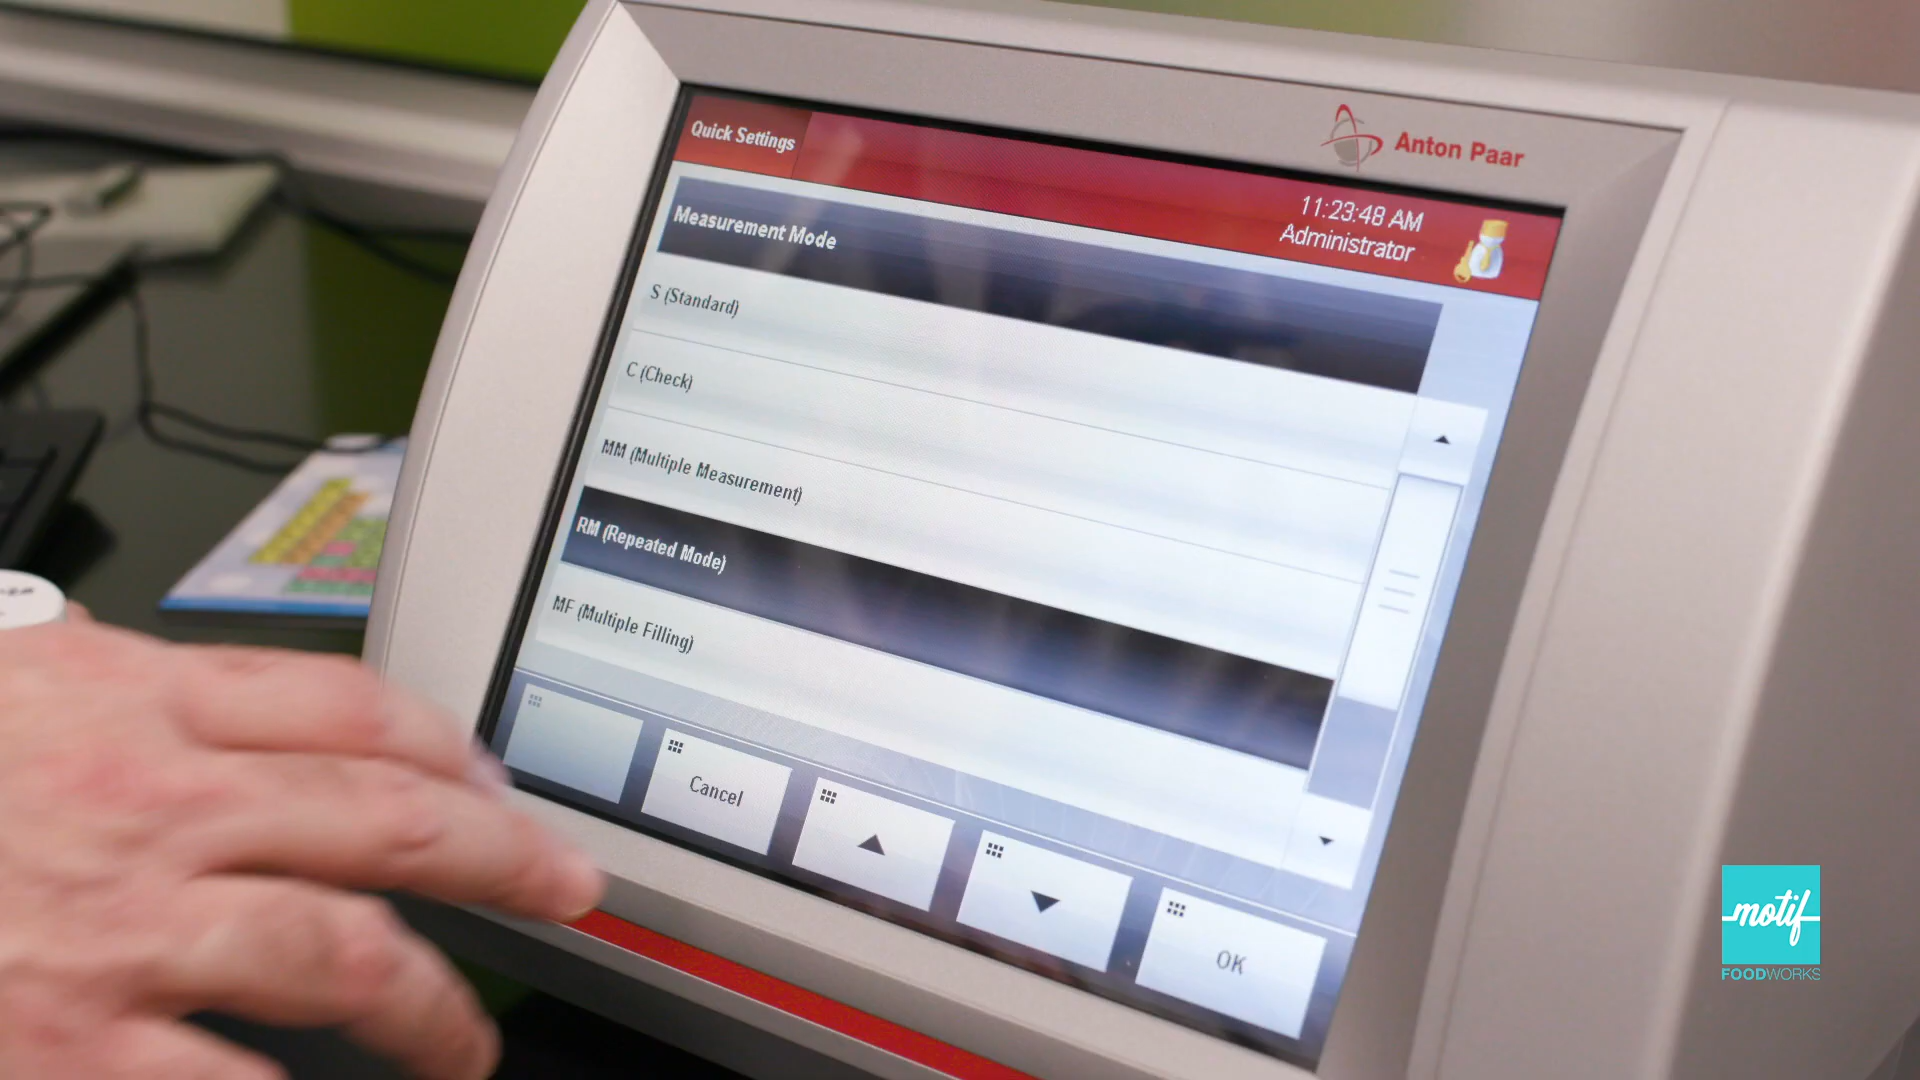 Anton Paar
Quick Settings
11:23:48 AM
Administrator
Measurement Mode
S (Standard)
C (Check)
MM (Multiple Measurement)
RM (Repeated Mode)
MF (Multiple Filling)
Cancel
OK
motif
FOODWORKS